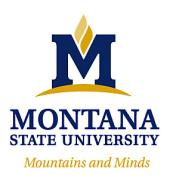 M
MONTANA
STATE UNIVERSITY
Mountains and Minds